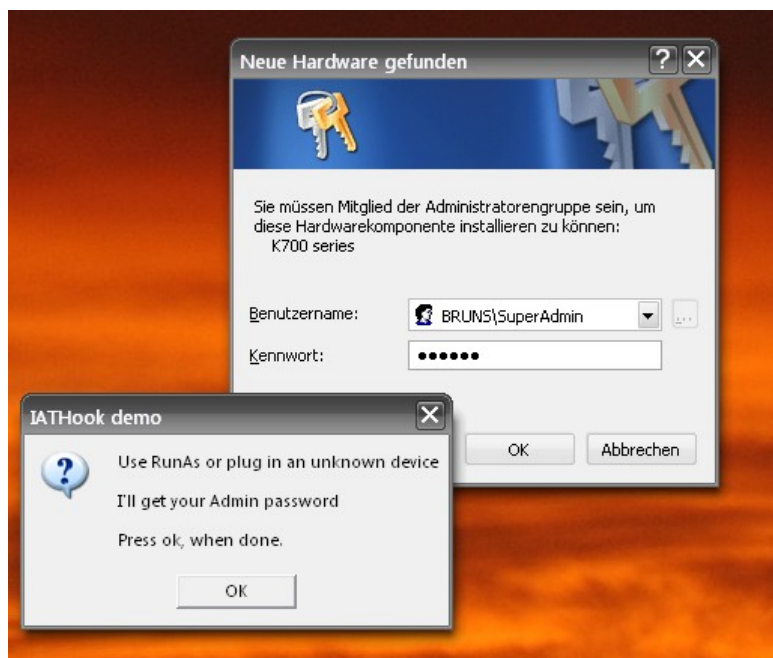 Neue Hardware gefunden
Sie müssen Mitglied der Administratorengruppe sein, um
diese Hardwarekomponente installieren zu können:
K700 series
Benutzername:
BRUNS\SuperAdmin
...
Kennwort:
●●●●●●
OK
Abbrechen
IATHook demo
Use RunAs or plug in an unknown device
I'll get your Admin password
Press ok, when done.
OK